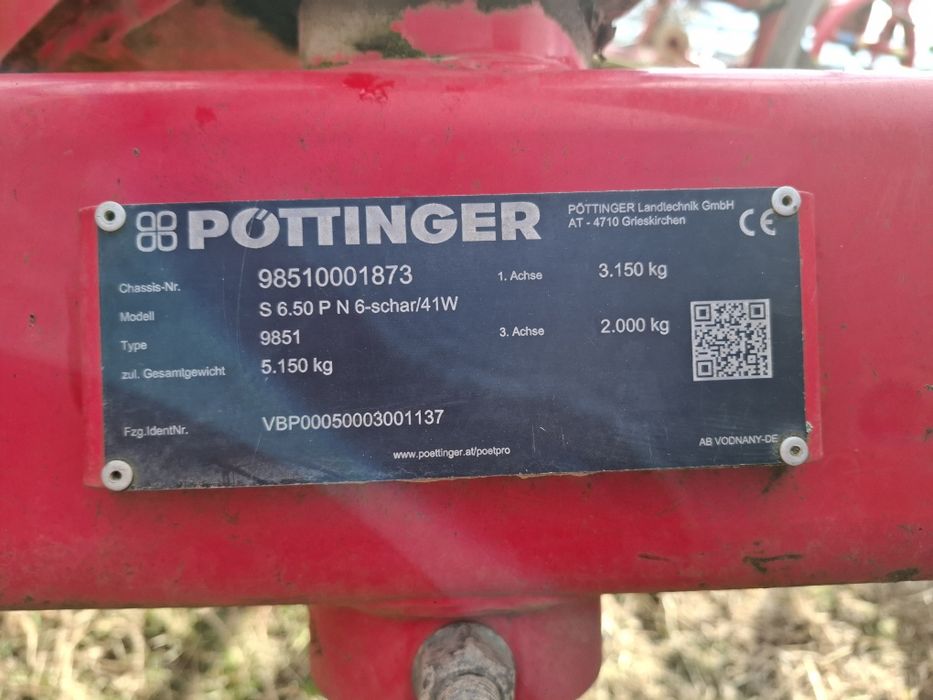 PÖTTINGER
PÖTTINGER Landtechnik GmbH
AT - 4710 Grieskirchen
CE
Chassis-Nr. 98510001873 1. Achse 3.150 kg
Modell S 6.50 P N 6-schar/41W
Type 9851 3. Achse 2.000 kg
zul. Gesamtgewicht 5.150 kg
Fzg.IdentNr. VBP00050003001137
www.poettinger.at/poetpro
AB VODNANY-DE